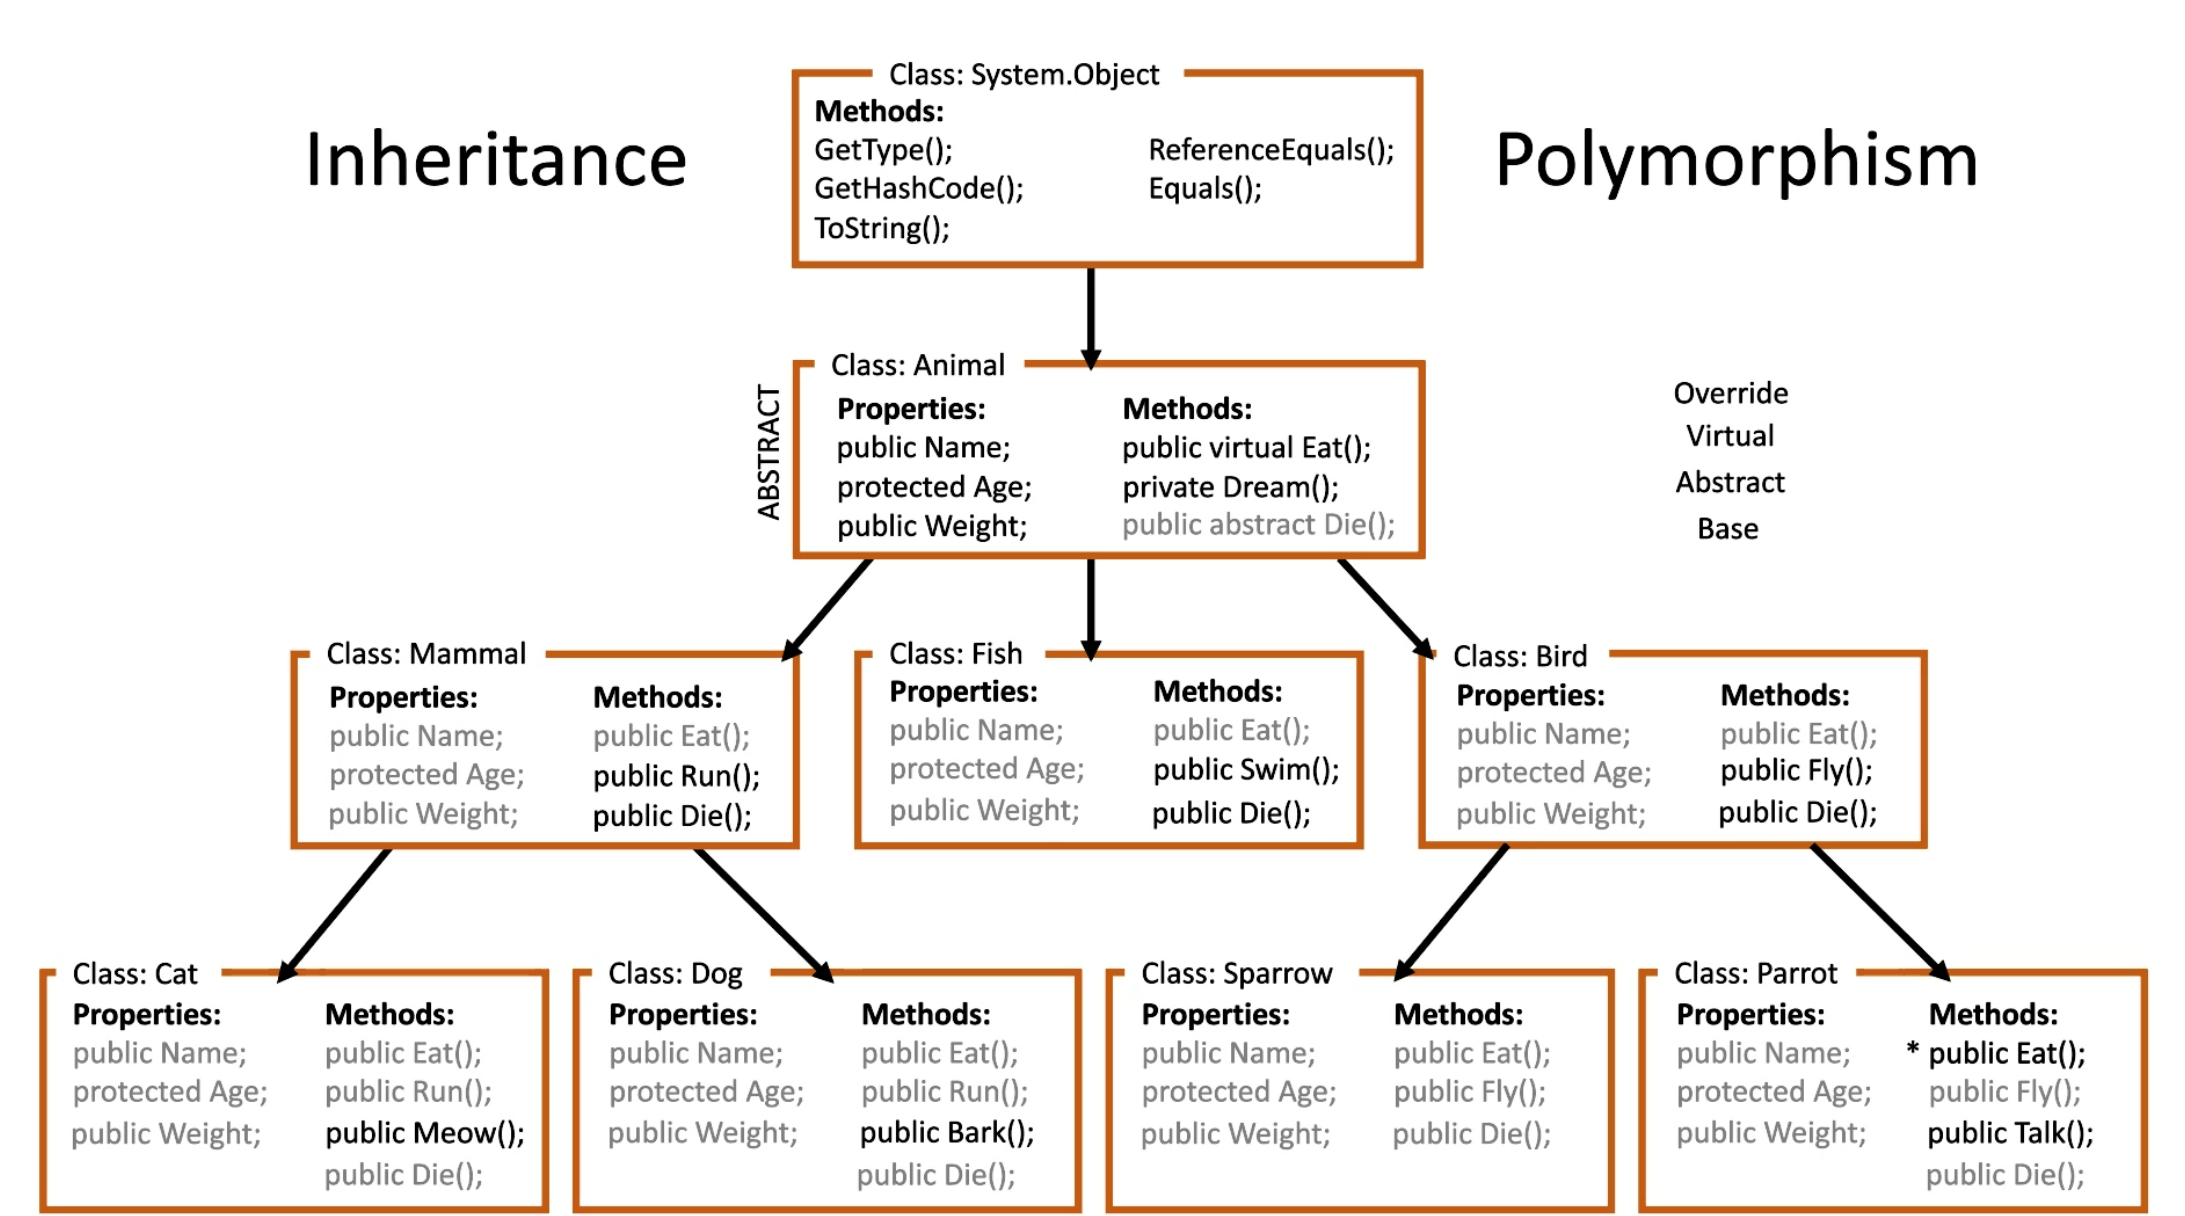 Inheritance
Polymorphism
Class: System.Object
Methods:
GetType();
ReferenceEquals();
GetHashCode();
Equals();
ToString();
ABSTRACT
Class: Animal
Properties:
public Name;
protected Age;
public Weight;
Methods:
public virtual Eat();
private Dream();
public abstract Die();
Override
Virtual
Abstract
Base
Class: Mammal
Properties:
public Name;
protected Age;
public Weight;
Methods:
public Eat();
public Run();
public Die();
Class: Fish
Properties:
public Name;
protected Age;
public Weight;
Methods:
public Eat();
public Swim();
public Die();
Class: Bird
Properties:
public Name;
protected Age;
public Weight;
Methods:
public Eat();
public Fly();
public Die();
Class: Cat
Properties:
public Name;
protected Age;
public Weight;
Methods:
public Eat();
public Run();
public Meow();
public Die();
Class: Dog
Properties:
public Name;
protected Age;
public Weight;
Methods:
public Eat();
public Run();
public Bark();
public Die();
Class: Sparrow
Properties:
public Name;
protected Age;
public Weight;
Methods:
public Eat();
public Fly();
public Die();
Class: Parrot
Properties:
public Name;
protected Age;
public Weight;
Methods:
* public Eat();
public Fly();
public Talk();
public Die();